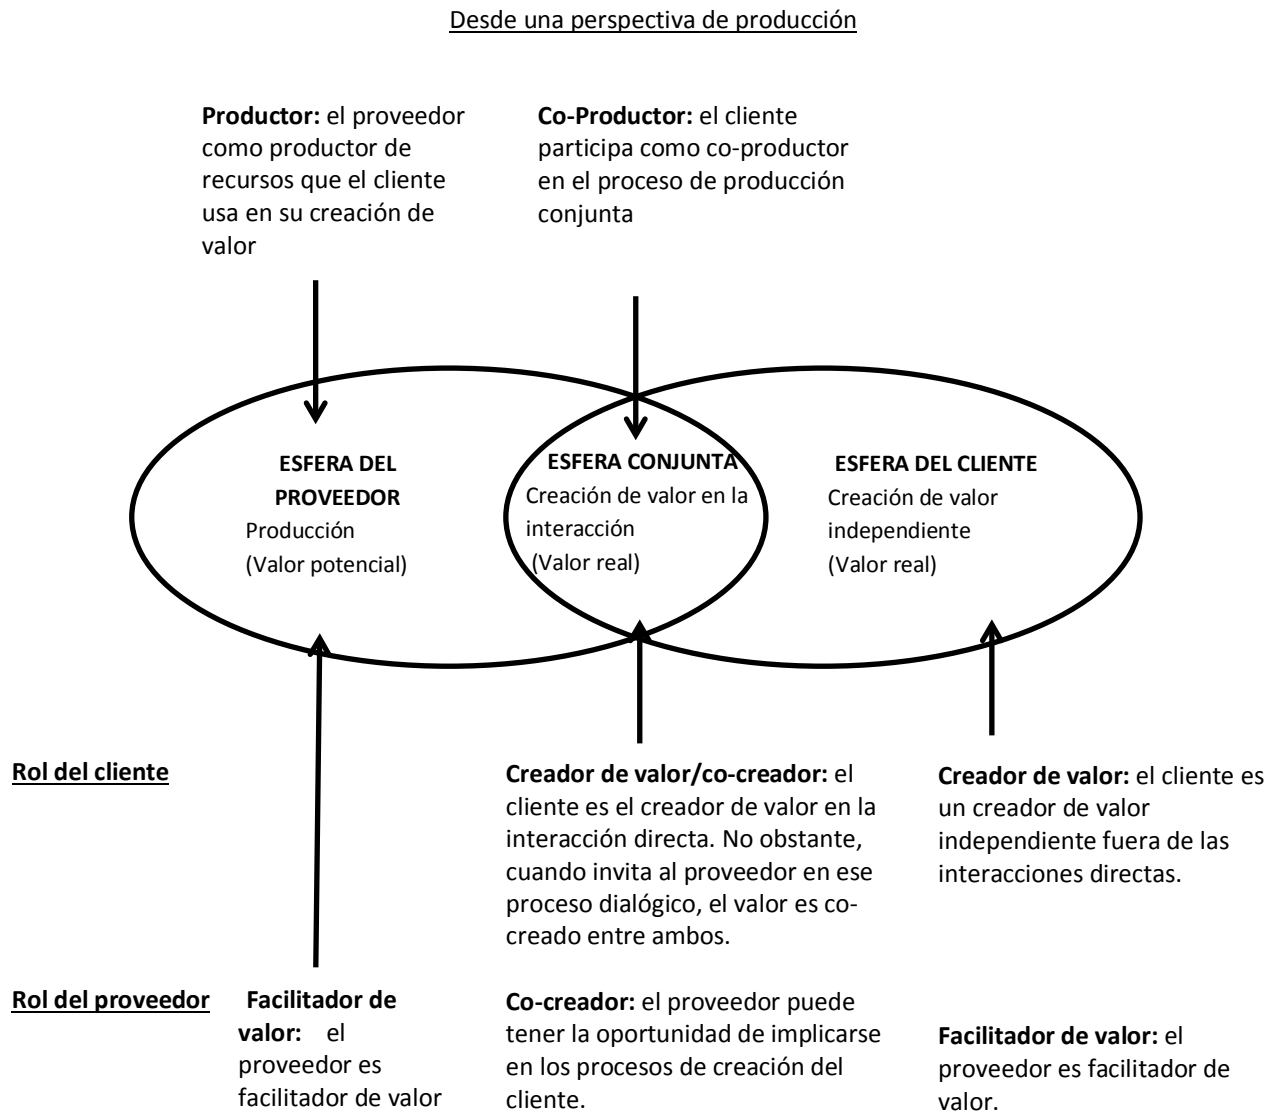 Desde una perspectiva de producción
Productor: el proveedor
como productor de
recursos que el cliente
usa en su creación de
valor
Co-Productor: el cliente
participa como co-productor
en el proceso de producción
conjunta
ESFERA DEL
PROVEEDOR
Producción
(Valor potencial)
ESFERA CONJUNTA
Creación de valor en la
interacción
(Valor real)
ESFERA DEL CLIENTE
Creación de valor
independiente
(Valor real)
Rol del cliente
Creador de valor/co-creador: el
cliente es el creador de valor en la
interacción directa. No obstante,
cuando invita al proveedor en ese
proceso dialógico, el valor es co-
creado entre ambos.
Creador de valor: el cliente es
un creador de valor
independiente fuera de las
interacciones directas.
Rol del proveedor
Facilitador de
valor: el
proveedor es
facilitador de valor
Co-creador: el proveedor puede
tener la oportunidad de implicarse
en los procesos de creación del
cliente.
Facilitador de valor: el
proveedor es facilitador de
valor.